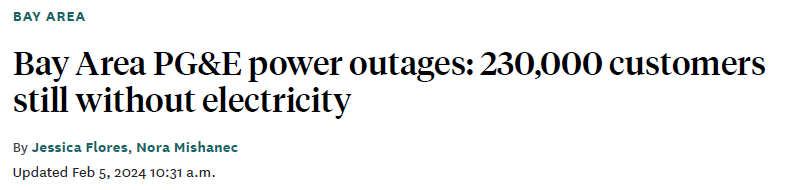 BAY AREA
Bay Area PG&E power outages: 230,000 customers
still without electricity
By Jessica Flores, Nora Mishanec
Updated Feb 5, 2024 10:31 a.m.